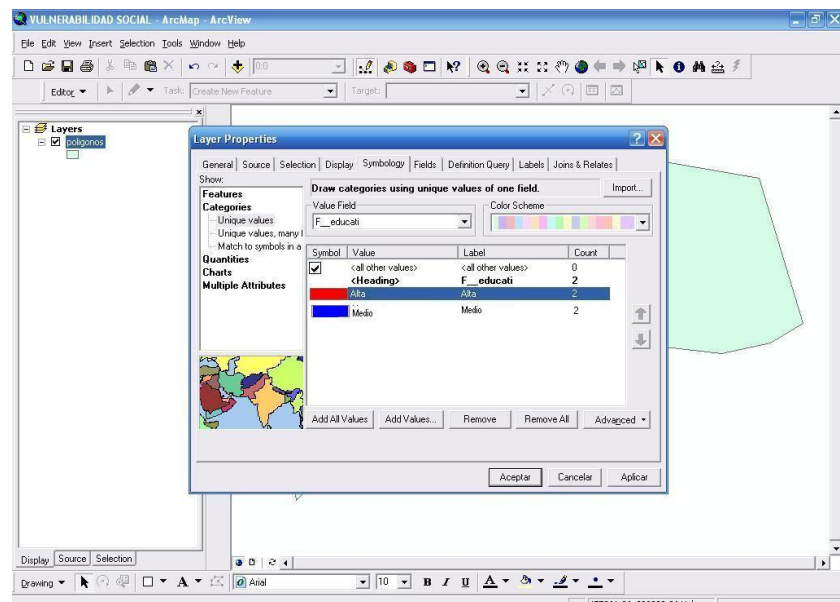 VULNERABILIDAD SOCIAL - ArcMap - ArcView
File Edit View Insert Selection Tools Window Help
0:0
Editor Task: Create New Feature Target:
Layers
poligonos
Layer Properties
General Source Selection Display Symbology Fields Definition Query Labels Joins & Relates
Show:
Features
Categories
Unique values
Unique values, many f
Match to symbols in a
Quantities
Charts
Multiple Attributes
Draw categories using unique values of one field.
Import...
Value Field
F__educati
Color Scheme
Symbol Value Label Count
<all other values> <all other values> 0
<Heading> F__educati 2
Alta Alta 2
Medio Medio 2
Add All Values Add Values... Remove Remove All Advanced
Aceptar Cancelar Aplicar
Display Source Selection
Drawing A Arial 10 B I U A